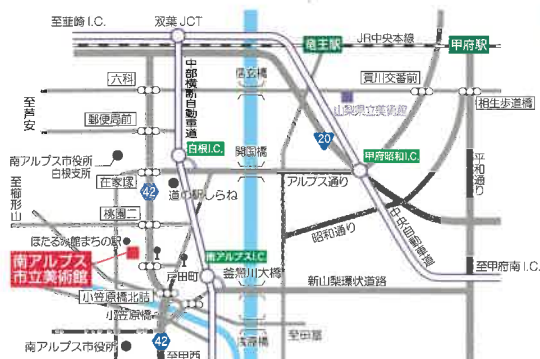 至韮崎I.C.
双葉JCT
竜王駅
JR中央本線
甲府駅
六科
中部横断自動車道
信玄橋
貢川交番前
至芦安
山梨県立美術館
相生歩道橋
郵便局前
20
白根I.C.
開国橋
甲府昭和I.C.
平和通り
南アルプス市役所
白根支所
在家塚
42
道の駅しらね
アルプス通り
至櫛形山
桃園二
昭和通り
中央自動車道
ほたるみ館まちの駅
南アルプス
市立美術館
南アルプスI.C.
戸田町
釜無川大橋
新山梨環状道路
至甲府南I.C.
小笠原橋北詰
小笠原橋
42
浅原橋
至田富
南アルプス市役所
至甲西